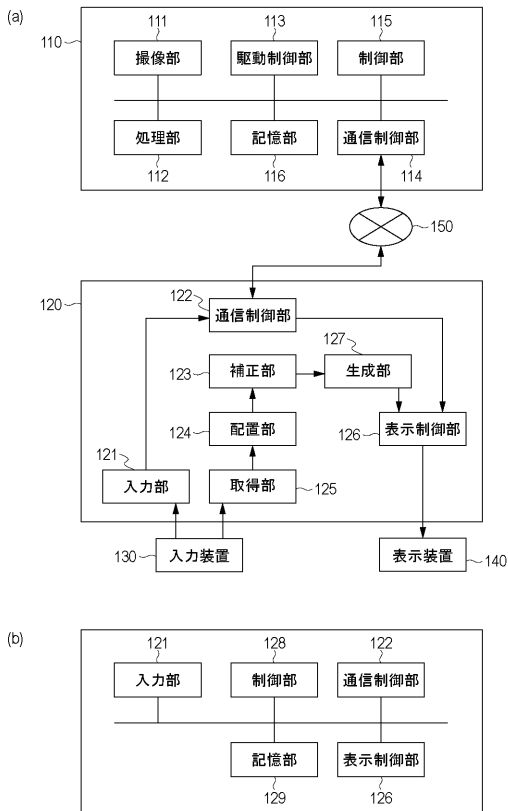 (a)
110
111
113
115
撮像部
駆動制御部
制御部
処理部
記憶部
通信制御部
112
116
114
150
120
122
通信制御部
127
123
補正部
生成部
124
配置部
126
表示制御部
121
入力部
取得部
125
130
入力装置
表示装置
140
(b)
121
128
122
入力部
制御部
通信制御部
記憶部
表示制御部
129
126